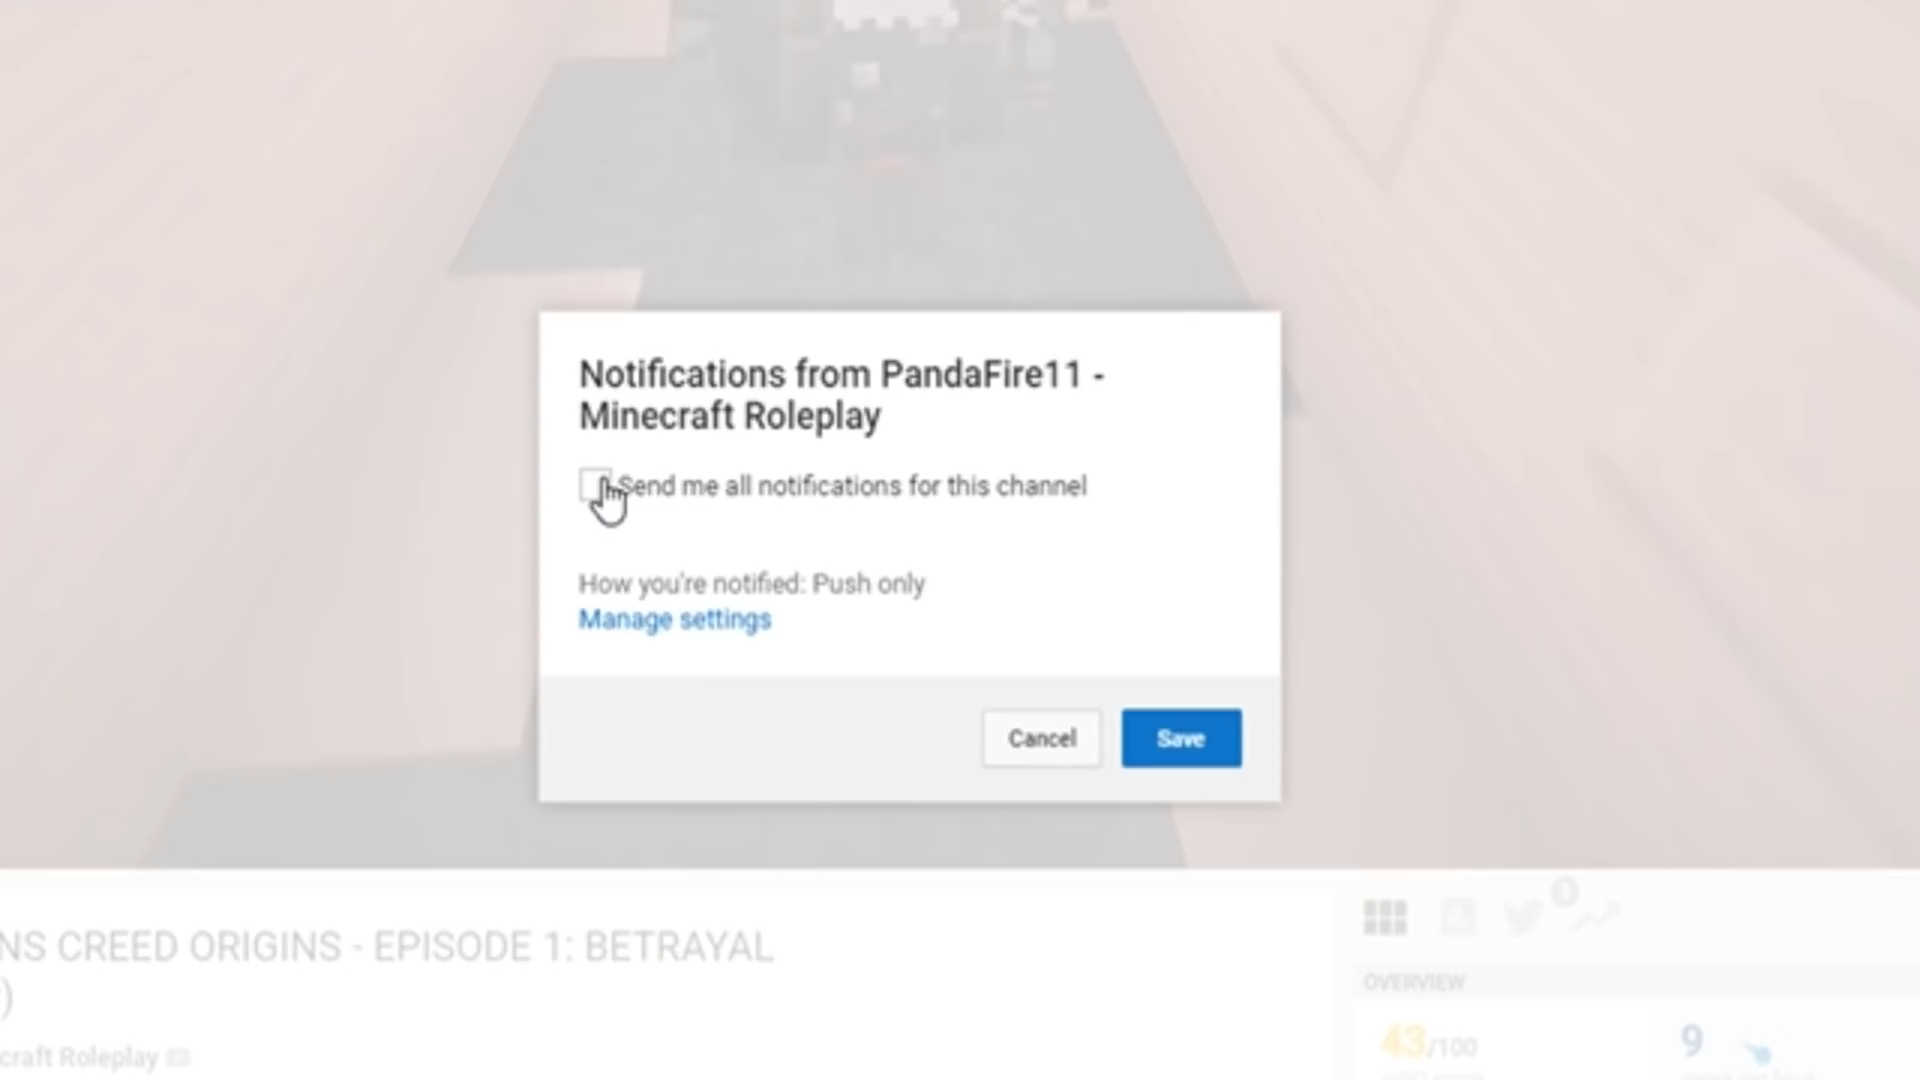 Notifications from PandaFire11 -
Minecraft Roleplay
Send me all notifications for this channel
How you're notified: Push only
Manage settings
Cancel
Save
NS CREED ORIGINS - EPISODE 1: BETRAYAL
)
craft Roleplay
OVERVIEW
43/100
9